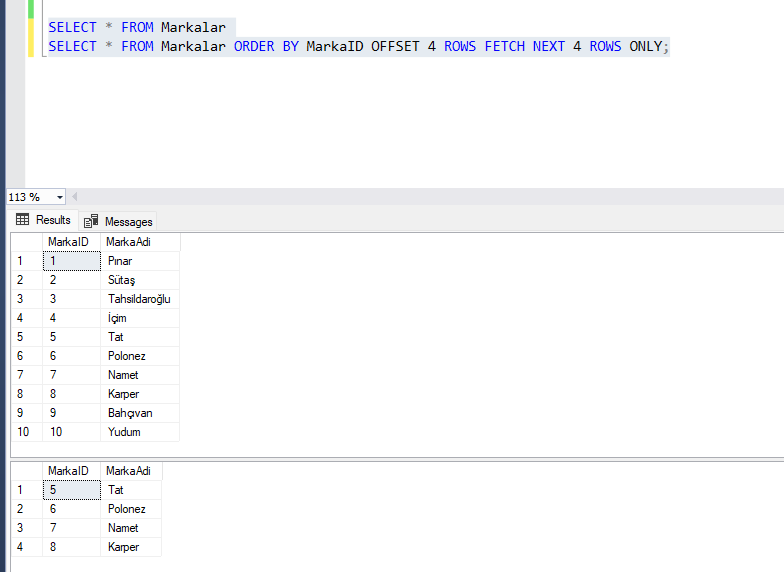 SELECT * FROM Markalar
SELECT * FROM Markalar ORDER BY MarkaID OFFSET 4 ROWS FETCH NEXT 4 ROWS ONLY;
113 %
Results Messages
MarkaID MarkaAdi
1 1 Pınar
2 2 Sütaş
3 3 Tahsildaroğlu
4 4 İçim
5 5 Tat
6 6 Polonez
7 7 Namet
8 8 Karper
9 9 Bahçıvan
10 10 Yudum
MarkaID MarkaAdi
1 5 Tat
2 6 Polonez
3 7 Namet
4 8 Karper